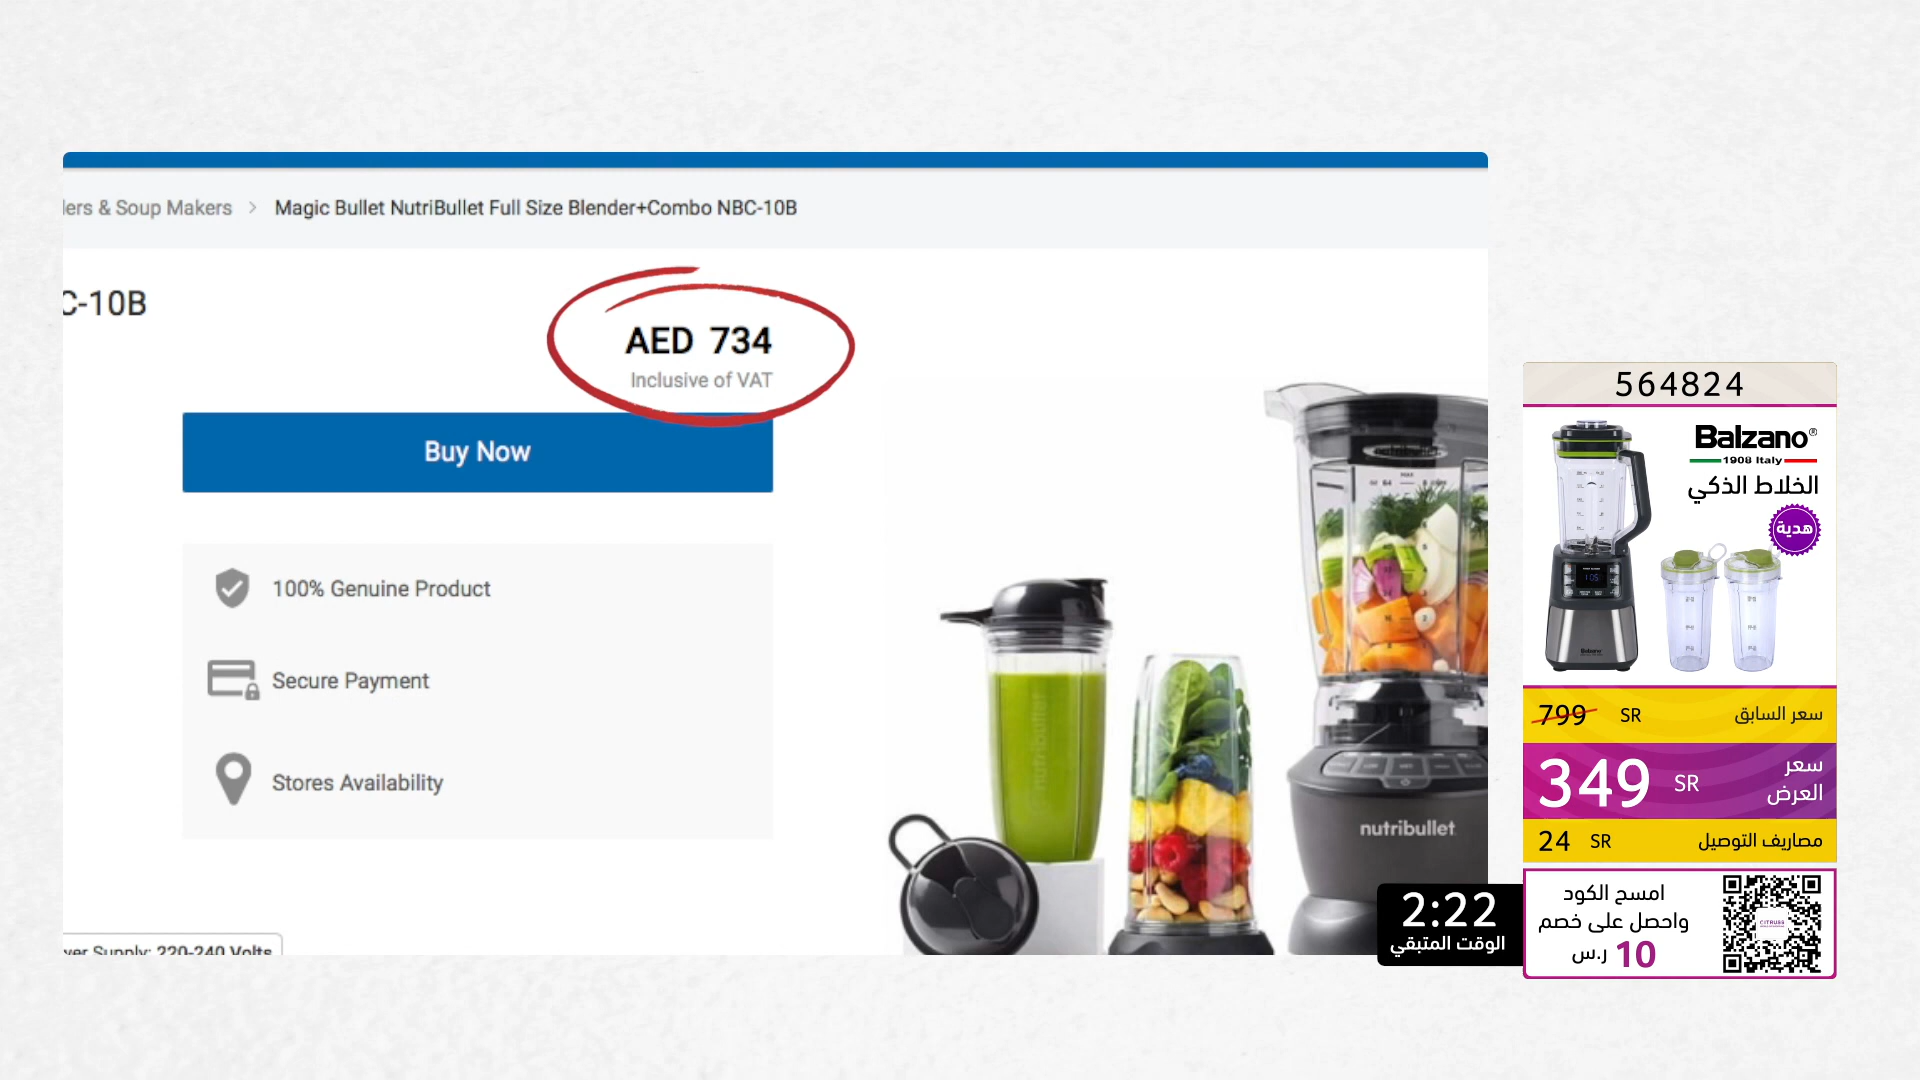 lers & Soup Makers > Magic Bullet NutriBullet Full Size Blender+Combo NBC-10B
C-10B
AED 734
Inclusive of VAT
Buy Now
100% Genuine Product
Secure Payment
Stores Availability
wer Supply: 220-240 Volts
nutribullet
nutribullet
564824
Balzano®
1908 Italy
الخلاط الذكي
هدية
Balzano
سعر السابق 799 SR
سعر العرض 349 SR
مصاريف التوصيل 24 SR
2:22
الوقت المتبقي
امسح الكود
واحصل على خصم
10 ر.س
CITRUSS